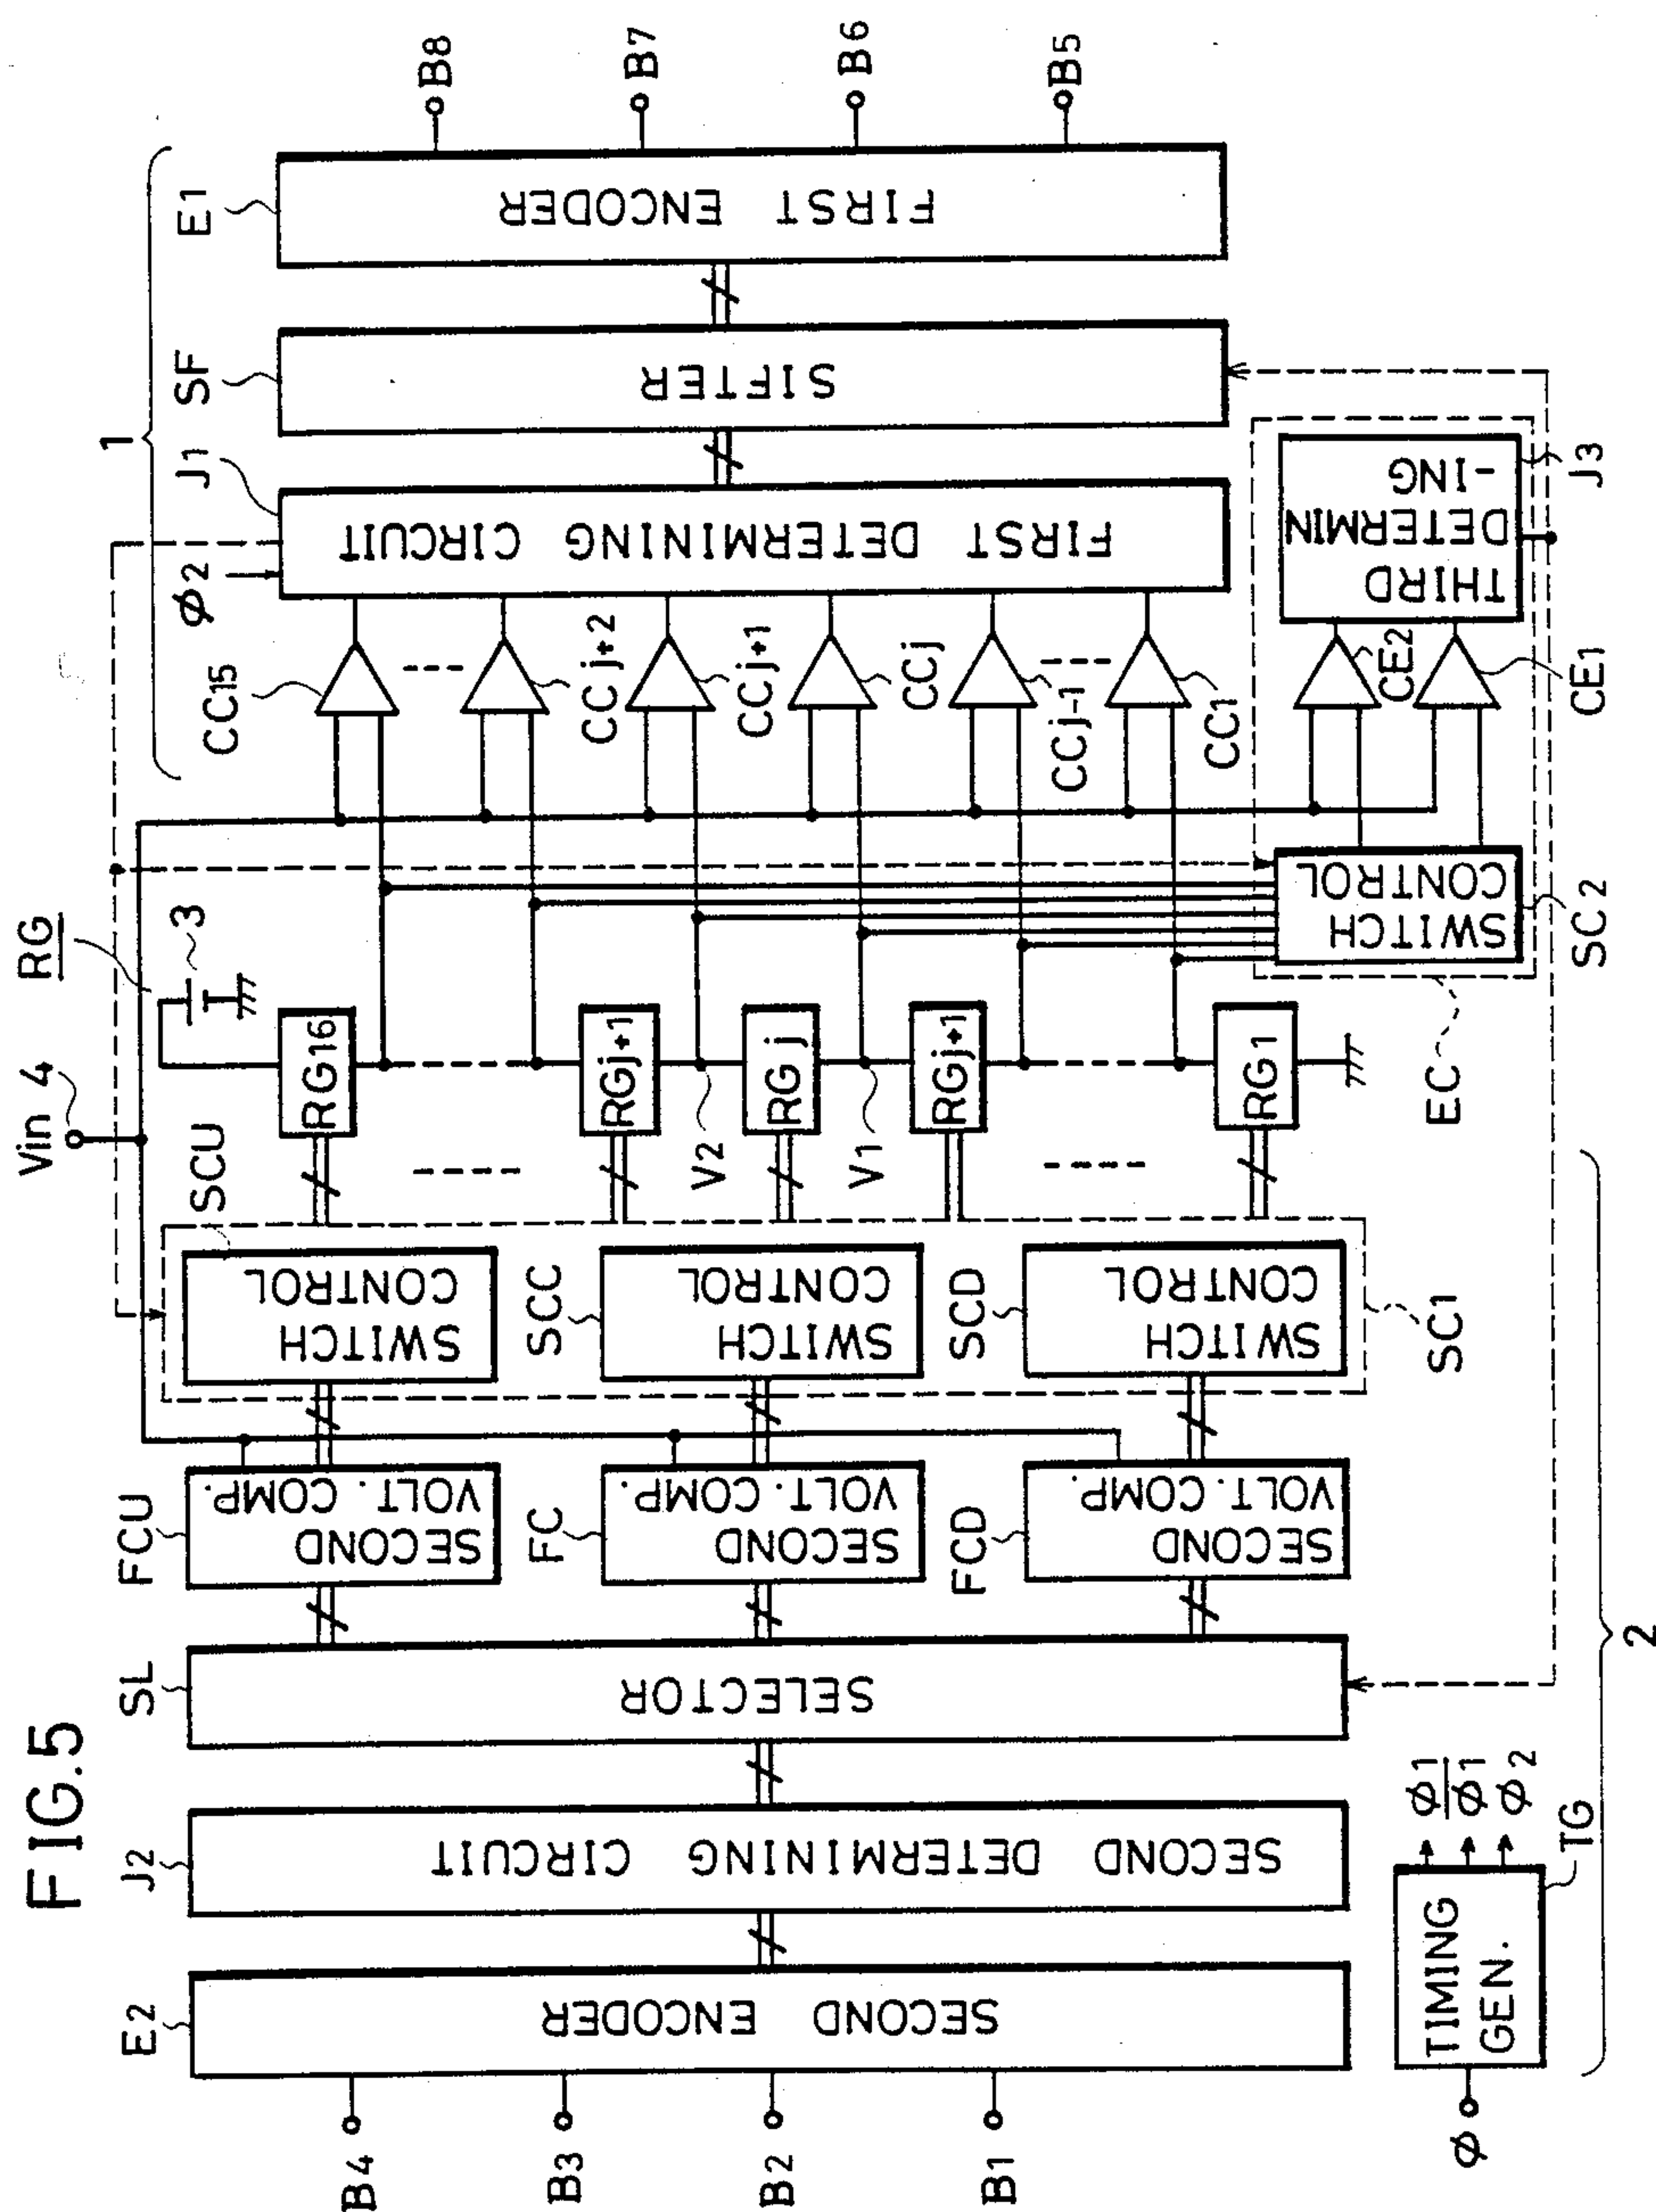 FIG.5
Vin 4
RG
3
1
E1
SF
J1
ø2
FIRST ENCODER
SIFTER
FIRST DETERMINING CIRCUIT
B8
B7
B6
B5
CC15
CCj+2
CCj+1
CCj
CCj-1
CC1
CE2
CE1
THIRD
DETERMIN
-ING
J3
SWITCH
CONTROL
SC2
EC
RG16
RGj+1
RGj
RGj+1
RG1
V2
V1
SCU
SWITCH
CONTROL
SCC
SWITCH
CONTROL
SCD
SWITCH
CONTROL
SC1
FCU
SECOND
VOLT. COMP.
FC
SECOND
VOLT. COMP.
FCD
SECOND
VOLT. COMP.
SL
SELECTOR
J2
SECOND DETERMINING CIRCUIT
E2
SECOND ENCODER
B4
B3
B2
B1
ø
TIMING
GEN.
ø1
ø1
ø2
TG
2